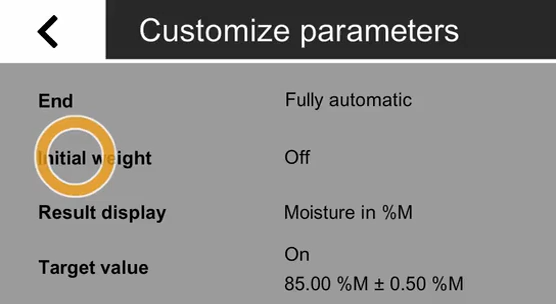 Customize parameters
End Fully automatic
Initial weight Off
Result display Moisture in %M
Target value On
85.00 %M ± 0.50 %M